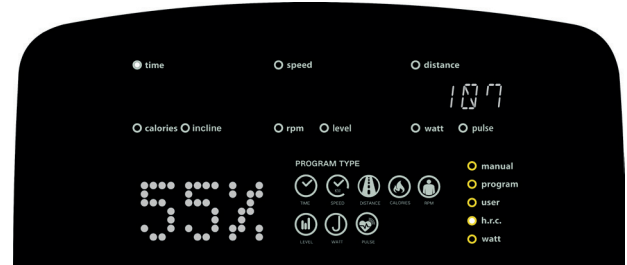 time speed distance
107
calories incline rpm level watt pulse
PROGRAM TYPE
manual
program
user
h.r.c.
watt
55%
TIME SPEED DISTANCE CALORIES RPM
LEVEL WATT PULSE